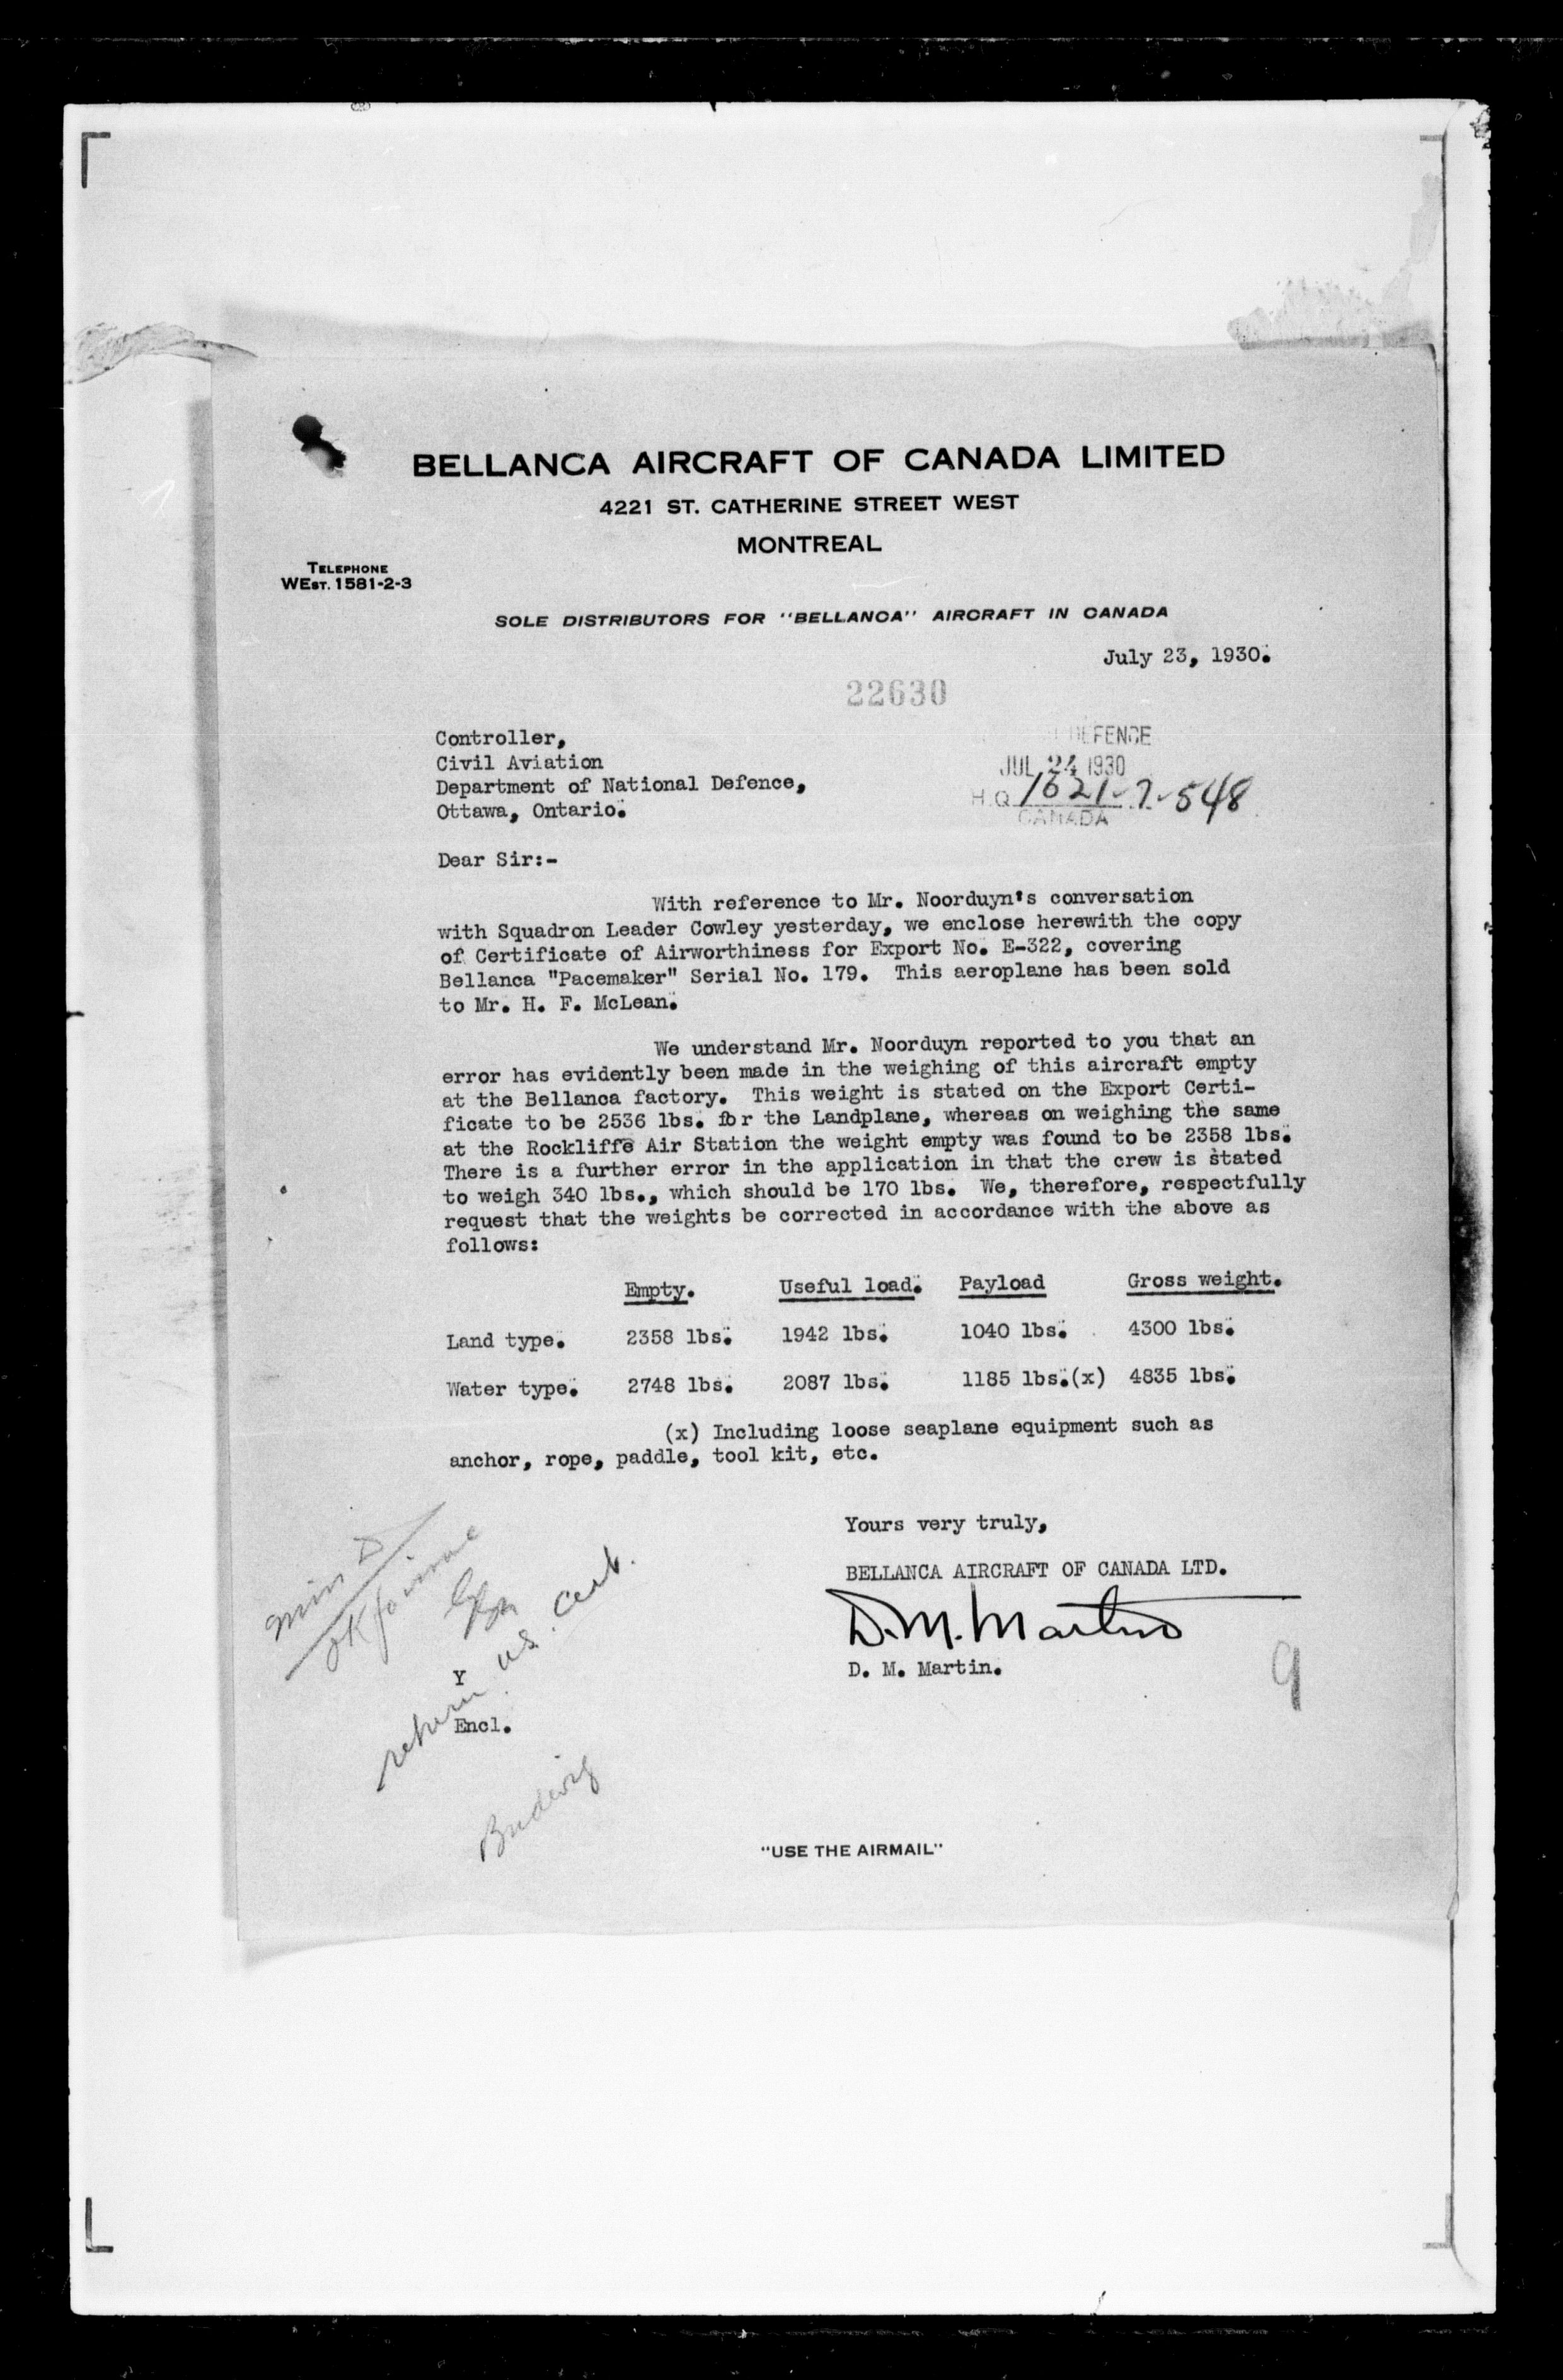 BELLANCA AIRCRAFT OF CANADA LIMITED
4221 ST. CATHERINE STREET WEST
MONTREAL
TELEPHONE
WEST. 1581-2-3
SOLE DISTRIBUTORS FOR "BELLANCA" AIRCRAFT IN CANADA
July 23, 1930.
22630
Controller,
Civil Aviation
Department of National Defence,
Ottawa, Ontario.
DEFENCE
JUL 24 1930
H.Q. 1021-7-548
CANADA
Dear Sir:-
With reference to Mr. Noorduyn's conversation
with Squadron Leader Cowley yesterday, we enclose herewith the copy
of Certificate of Airworthiness for Export No. E-322, covering
Bellanca "Pacemaker" Serial No. 179. This aeroplane has been sold
to Mr. H. F. McLean.
We understand Mr. Noorduyn reported to you that an
error has evidently been made in the weighing of this aircraft empty
at the Bellanca factory. This weight is stated on the Export Certi-
ficate to be 2536 lbs. for the Landplane, whereas on weighing the same
at the Rockliffe Air Station the weight empty was found to be 2358 lbs.
There is a further error in the application in that the crew is stated
to weigh 340 lbs., which should be 170 lbs. We, therefore, respectfully
request that the weights be corrected in accordance with the above as
follows:
Empty. Useful load. Payload Gross weight.
Land type. 2358 lbs. 1942 lbs. 1040 lbs. 4300 lbs.
Water type. 2748 lbs. 2087 lbs. 1185 lbs.(x) 4835 lbs.
(x) Including loose seaplane equipment such as
anchor, rope, paddle, tool kit, etc.
Yours very truly,
BELLANCA AIRCRAFT OF CANADA LTD.
D. M. Martin
D. M. Martin.
9
Y
return U.S. Cert.
Encl.
"USE THE AIRMAIL"